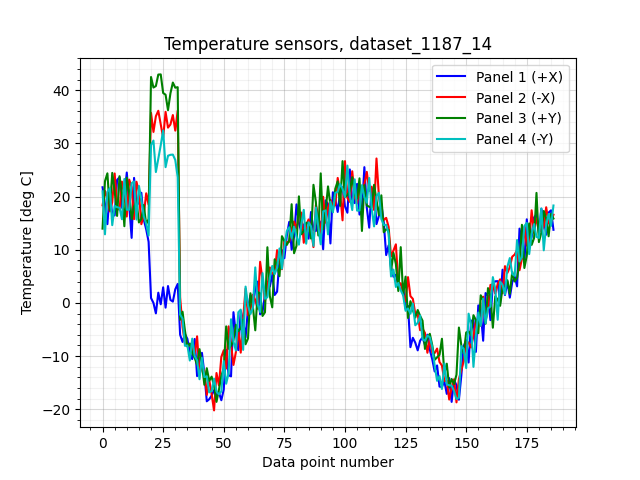 Temperature sensors, dataset_1187_14
Panel 1 (+X)
Panel 2 (-X)
Panel 3 (+Y)
Panel 4 (-Y)
Temperature [deg C]
40
30
20
10
0
−10
−20
0
25
50
75
100
125
150
175
Data point number